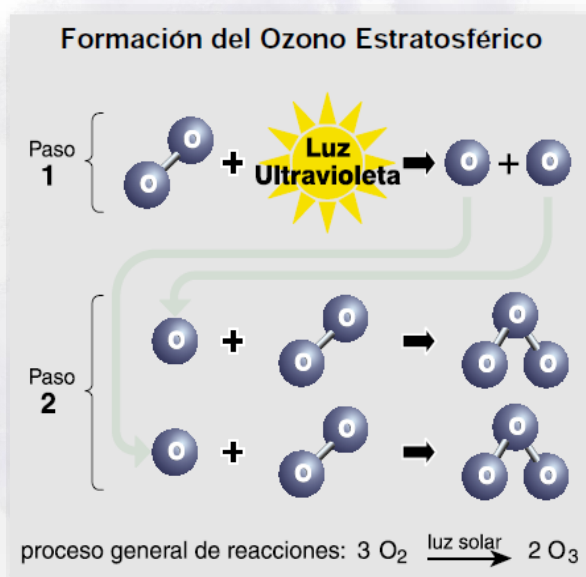 Formación del Ozono Estratosférico
Paso
1
O
O
+
Luz
Ultravioleta
O + O
Paso
2
O + O O O O O
O + O O O O O
proceso general de reacciones: 3 O₂ luz solar 2 O₃